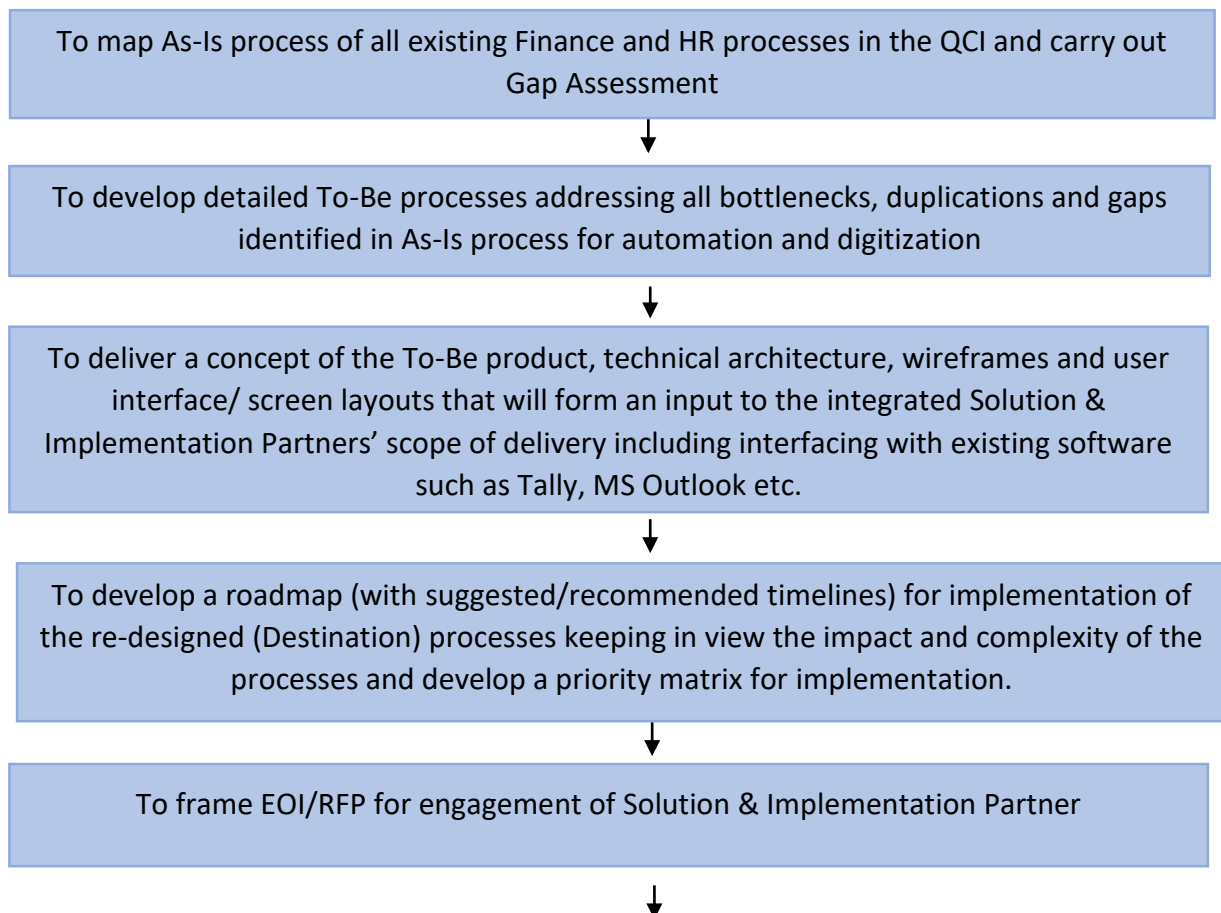 To map As-Is process of all existing Finance and HR processes in the QCI and carry out
Gap Assessment
To develop detailed To-Be processes addressing all bottlenecks, duplications and gaps
identified in As-Is process for automation and digitization
To deliver a concept of the To-Be product, technical architecture, wireframes and user
interface/ screen layouts that will form an input to the integrated Solution &
Implementation Partners’ scope of delivery including interfacing with existing software
such as Tally, MS Outlook etc.
To develop a roadmap (with suggested/recommended timelines) for implementation of
the re-designed (Destination) processes keeping in view the impact and complexity of the
processes and develop a priority matrix for implementation.
To frame EOI/RFP for engagement of Solution & Implementation Partner